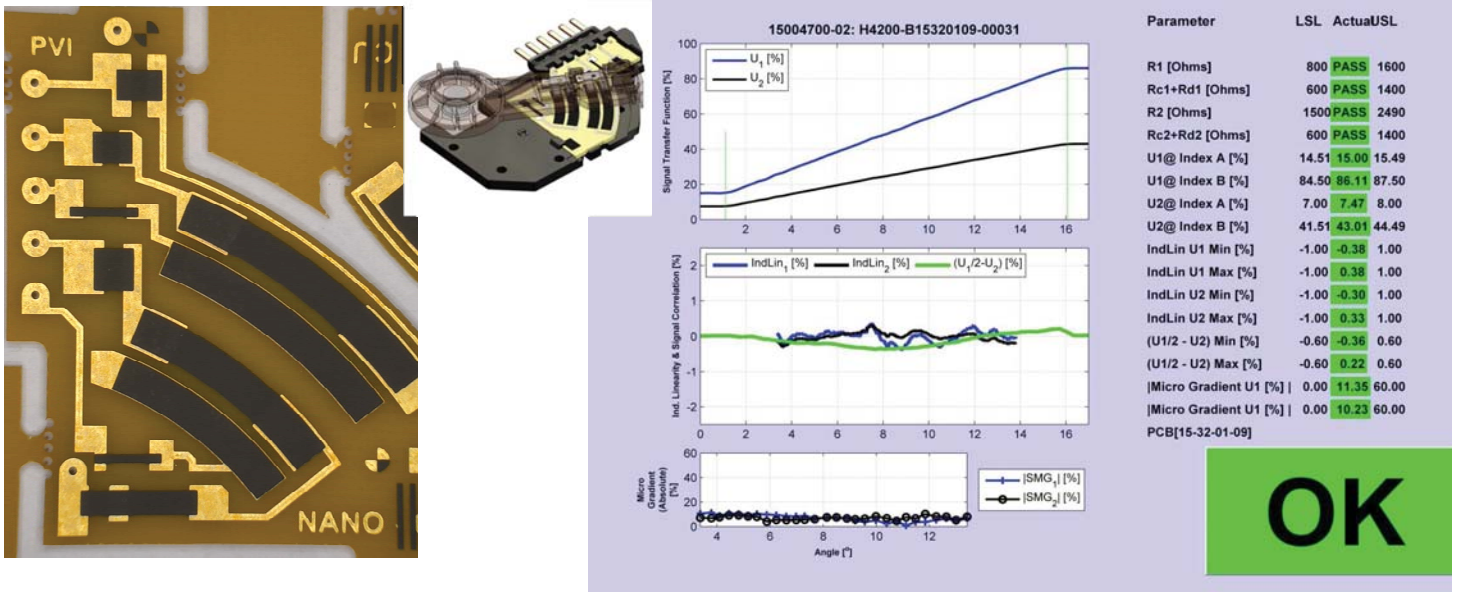 PVI
NANO
15004700-02: H4200-B15320109-00031
Signal Transfer Function [%]
100
80
60
40
20
0
U1 [%]
U2 [%]
2 4 6 8 10 12 14 16
Ind. Linearity & Signal Correlation [%]
2
1
0
-1
-2
IndLin1 [%] IndLin2 [%] (U1/2-U2) [%]
0 2 4 6 8 10 12 14 16
Micro
Gradient
(Absolute)
[%]
60
40
20
0
|SMG1| [%]
|SMG2| [%]
4 6 8 10 12
Angle [°]
Parameter LSL Actual USL
R1 [Ohms] 800 PASS 1600
Rc1+Rd1 [Ohms] 600 PASS 1400
R2 [Ohms] 1500 PASS 2490
Rc2+Rd2 [Ohms] 600 PASS 1400
U1@ Index A [%] 14.51 15.00 15.49
U1@ Index B [%] 84.50 86.11 87.50
U2@ Index A [%] 7.00 7.47 8.00
U2@ Index B [%] 41.51 43.01 44.49
IndLin U1 Min [%] -1.00 -0.38 1.00
IndLin U1 Max [%] -1.00 0.38 1.00
IndLin U2 Min [%] -1.00 -0.30 1.00
IndLin U2 Max [%] -1.00 0.33 1.00
(U1/2 - U2) Min [%] -0.60 -0.36 0.60
(U1/2 - U2) Max [%] -0.60 0.22 0.60
|Micro Gradient U1 [%] | 0.00 11.35 60.00
|Micro Gradient U1 [%] | 0.00 10.23 60.00
PCB[15-32-01-09]
OK